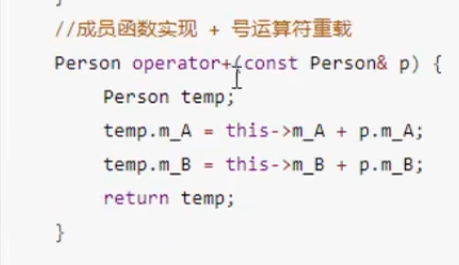 }
//成员函数实现 + 号运算符重载
Person operator+(const Person& p) {
Person temp;
temp.m_A = this->m_A + p.m_A;
temp.m_B = this->m_B + p.m_B;
return temp;
}